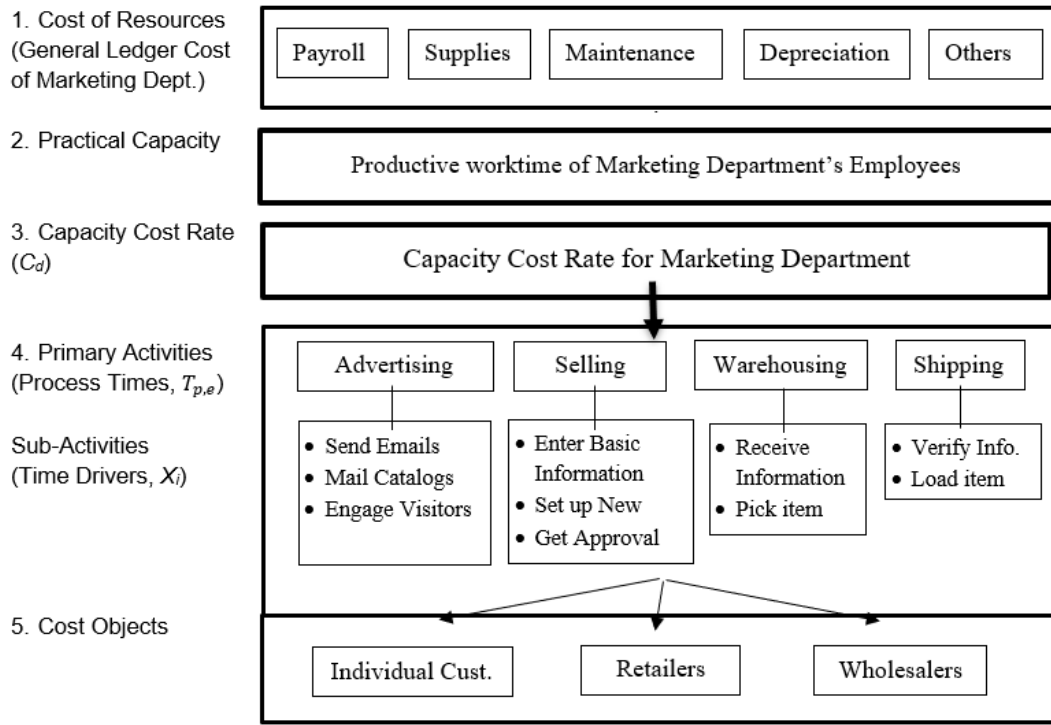 1. Cost of Resources
(General Ledger Cost
of Marketing Dept.)
Payroll
Supplies
Maintenance
Depreciation
Others
2. Practical Capacity
Productive worktime of Marketing Department's Employees
3. Capacity Cost Rate
(Cd)
Capacity Cost Rate for Marketing Department
4. Primary Activities
(Process Times, Tp,e)
Advertising
Selling
Warehousing
Shipping
Sub-Activities
(Time Drivers, Xi)
• Send Emails
• Mail Catalogs
• Engage Visitors
• Enter Basic
Information
• Set up New
• Get Approval
• Receive
Information
• Pick item
• Verify Info.
• Load item
5. Cost Objects
Individual Cust.
Retailers
Wholesalers